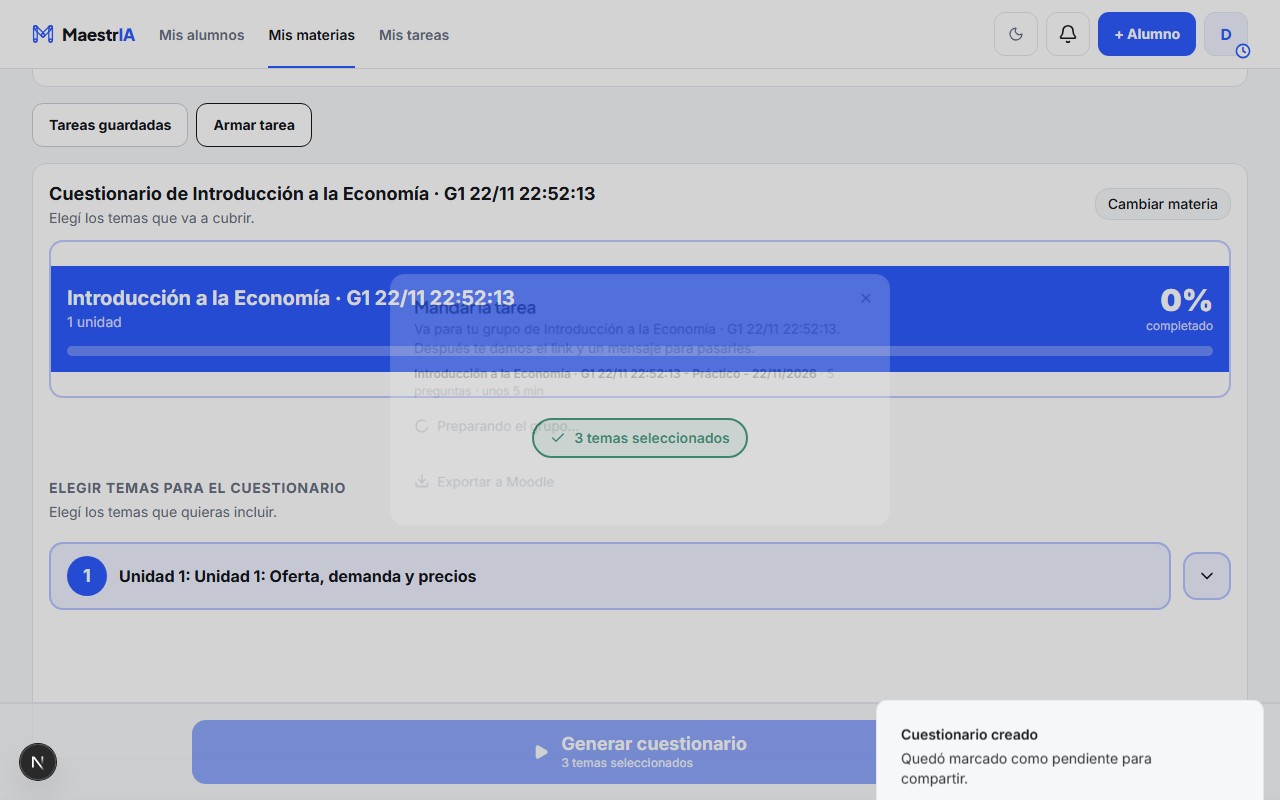 MaestrIA
Mis alumnos
Mis materias
Mis tareas
+ Alumno
D
Tareas guardadas
Armar tarea
Cuestionario de Introducción a la Economía · G1 22/11 22:52:13
Elegí los temas que va a cubrir.
Cambiar materia
Introducción a la Economía · G1 22/11 22:52:13
1 unidad
0%
completado
Mandar la tarea
Va para tu grupo de Introducción a la Economía · G1 22/11 22:52:13.
Después te damos el link y un mensaje para pasarles.
Introducción a la Economía · G1 22/11 22:52:13 - Práctico - 22/11/2026 · 5
preguntas · unos 5 min
Preparando el grupo...
3 temas seleccionados
Exportar a Moodle
ELEGIR TEMAS PARA EL CUESTIONARIO
Elegí los temas que quieras incluir.
1
Unidad 1: Unidad 1: Oferta, demanda y precios
Generar cuestionario
3 temas seleccionados
Cuestionario creado
Quedó marcado como pendiente para
compartir.
N